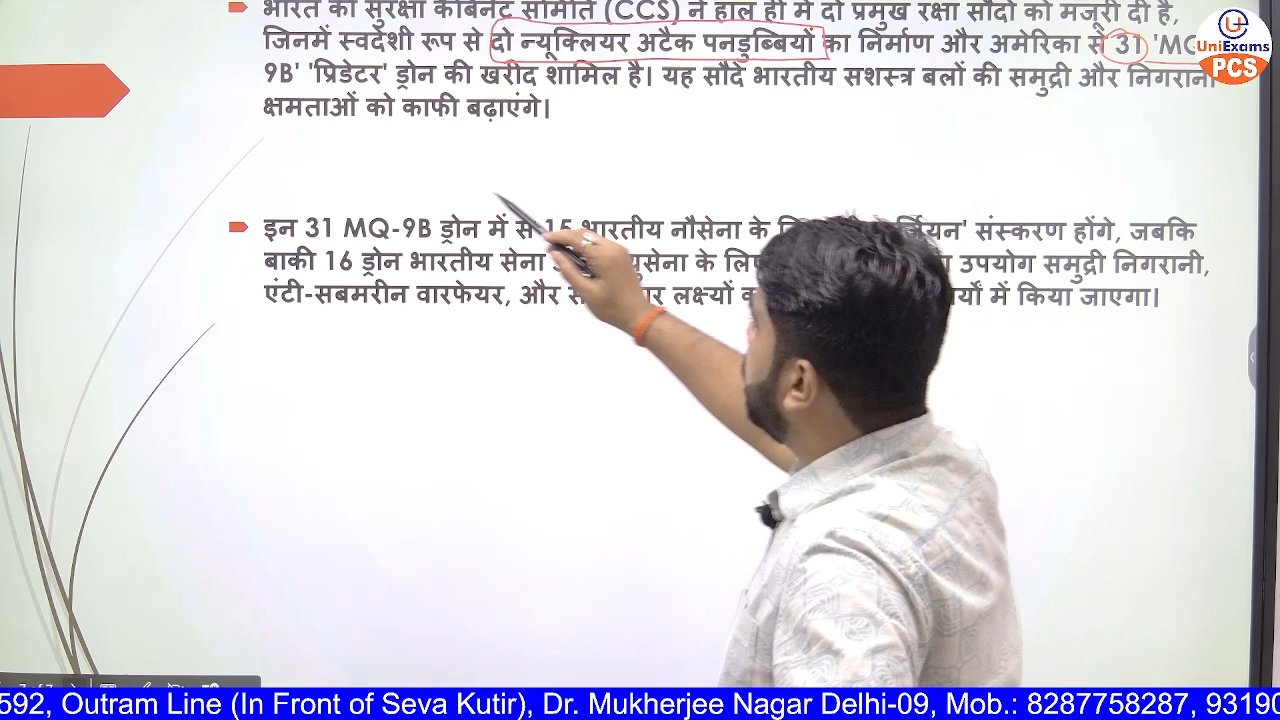 भारत की सुरक्षा कैबिनेट समिति (CCS) ने हाल ही में दो प्रमुख रक्षा सौदों को मंजूरी दी है,
जिनमें स्वदेशी रूप से दो न्यूक्लियर अटैक पनडुब्बियों का निर्माण और अमेरिका से 31 'MQ
9B' 'प्रिडेटर' ड्रोन की खरीद शामिल है। यह सौदे भारतीय सशस्त्र बलों की समुद्री और निगरानी
क्षमताओं को काफी बढ़ाएंगे।
इन 31 MQ-9B ड्रोन में से 15 भारतीय नौसेना के संस्करण होंगे, जबकि
बाकी 16 ड्रोन भारतीय सेना के उपयोग समुद्री निगरानी,
एंटी-सबमरीन वारफेयर, और लक्ष्यों में किया जाएगा।
UniExams
PCS
592, Outram Line (In Front of Seva Kutir), Dr. Mukherjee Nagar Delhi-09, Mob.: 8287758287, 93190